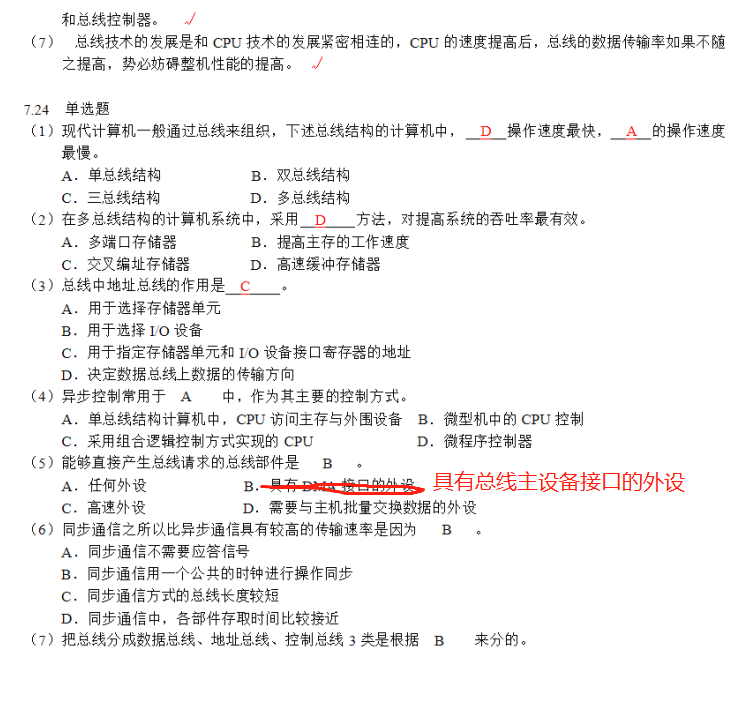 和总线控制器。 √
（7） 总线技术的发展是和 CPU 技术的发展紧密相连的，CPU 的速度提高后，总线的数据传输率如果不随
之提高，势必妨碍整机性能的提高。 √
7.24 单选题
（1）现代计算机一般通过总线来组织，下述总线结构的计算机中，__D__操作速度最快，__A__的操作速度
最慢。
A．单总线结构 B．双总线结构
C．三总线结构 D．多总线结构
（2）在多总线结构的计算机系统中，采用__D____方法，对提高系统的吞吐率最有效。
A．多端口存储器 B．提高主存的工作速度
C．交叉编址存储器 D．高速缓冲存储器
（3）总线中地址总线的作用是__C____。
A．用于选择存储器单元
B．用于选择 I/O 设备
C．用于指定存储器单元和 I/O 设备接口寄存器的地址
D．决定数据总线上数据的传输方向
（4）异步控制常用于 A 中，作为其主要的控制方式。
A．单总线结构计算机中，CPU 访问主存与外围设备 B．微型机中的 CPU 控制
C．采用组合逻辑控制方式实现的 CPU D．微程序控制器
（5）能够直接产生总线请求的总线部件是 B 。
A．任何外设 B．具有 DMA 接口的外设 具有总线主设备接口的外设
C．高速外设 D．需要与主机批量交换数据的外设
（6）同步通信之所以比异步通信具有较高的传输速率是因为 B 。
A．同步通信不需要应答信号
B．同步通信用一个公共的时钟进行操作同步
C．同步通信方式的总线长度较短
D．同步通信中，各部件存取时间比较接近
（7）把总线分成数据总线、地址总线、控制总线 3 类是根据 B 来分的。